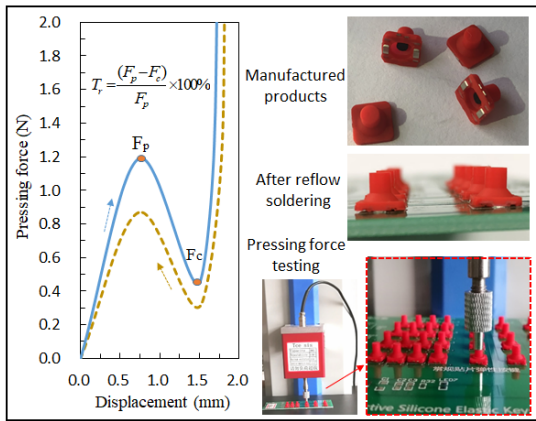 2.0
1.8
1.6
1.4
1.2
1.0
0.8
0.6
0.4
0.2
0.0
Pressing force (N)
T_r = (F_p − F_c) / F_p ×100%
F_P
F_C
0.0 0.5 1.0 1.5 2.0
Displacement (mm)
Manufactured
products
After reflow
soldering
Pressing force
testing
tive Silicone Elastic Key